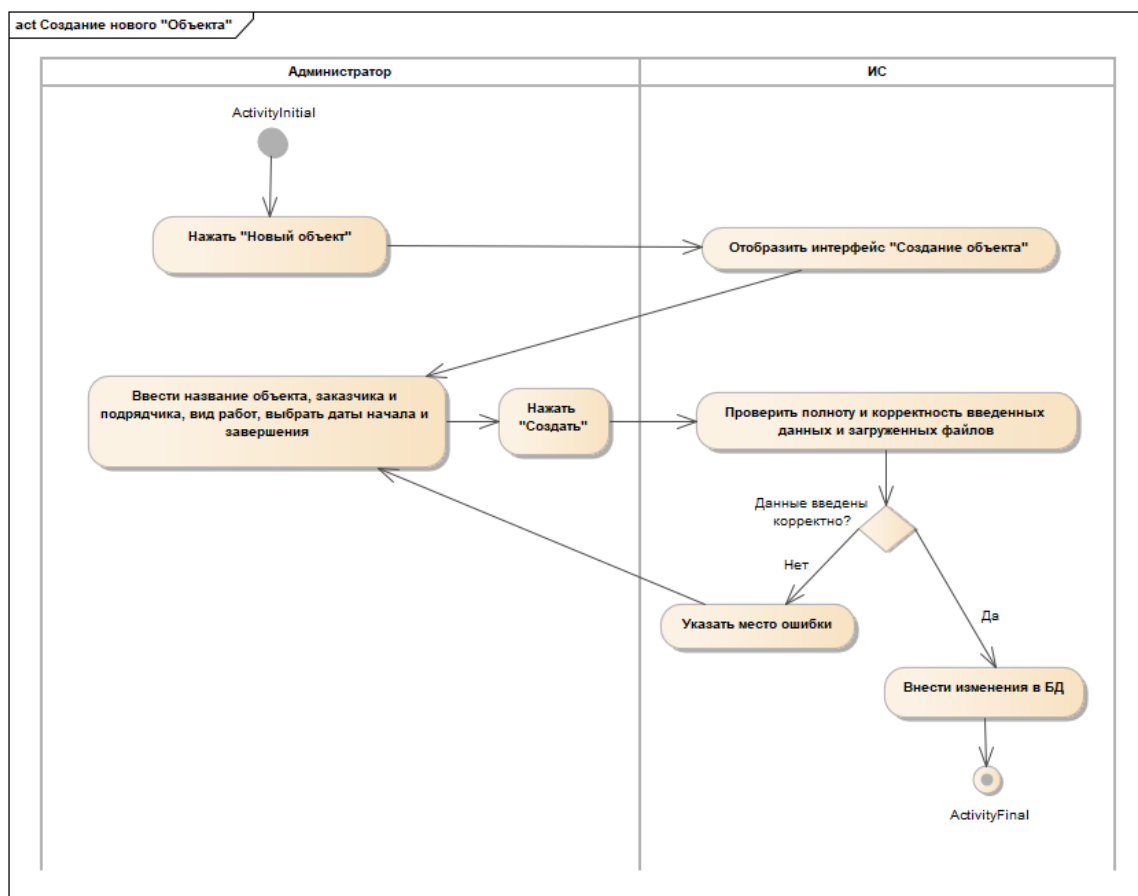 act Создание нового "Объекта"
Администратор
ИС
ActivityInitial
Нажать "Новый объект"
Отобразить интерфейс "Создание объекта"
Ввести название объекта, заказчика и
подрядчика, вид работ, выбрать даты начала и
завершения
Нажать
"Создать"
Проверить полноту и корректность введенных
данных и загруженных файлов
Данные введены
корректно?
Нет
Указать место ошибки
Да
Внести изменения в БД
ActivityFinal